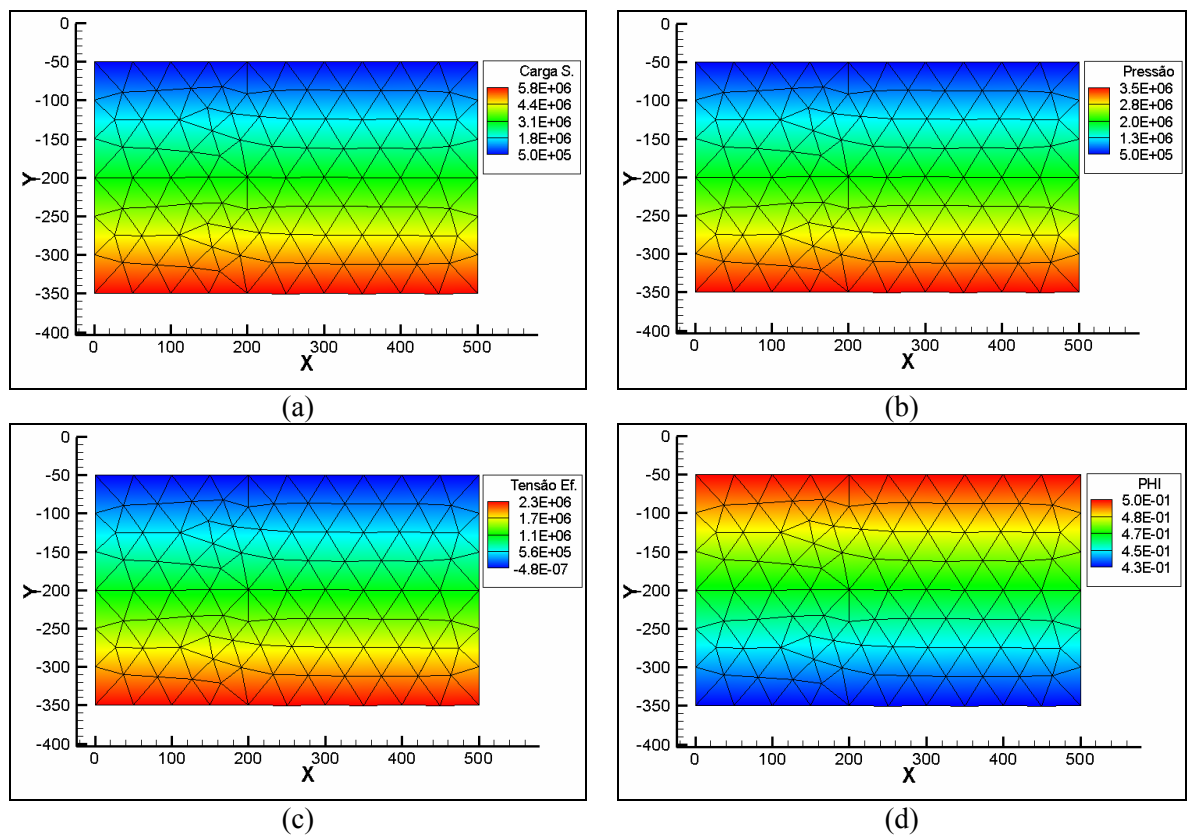 0
-50
-100
-150
-200
-250
-300
-350
-400
Y
0 100 200 300 400 500
X
Carga S.
5.8E+06
4.4E+06
3.1E+06
1.8E+06
5.0E+05
(a)
0
-50
-100
-150
-200
-250
-300
-350
-400
Y
0 100 200 300 400 500
X
Pressão
3.5E+06
2.8E+06
2.0E+06
1.3E+06
5.0E+05
(b)
0
-50
-100
-150
-200
-250
-300
-350
-400
Y
0 100 200 300 400 500
X
Tensão Ef.
2.3E+06
1.7E+06
1.1E+06
5.6E+05
-4.8E-07
(c)
0
-50
-100
-150
-200
-250
-300
-350
-400
Y
0 100 200 300 400 500
X
PHI
5.0E-01
4.8E-01
4.7E-01
4.5E-01
4.3E-01
(d)